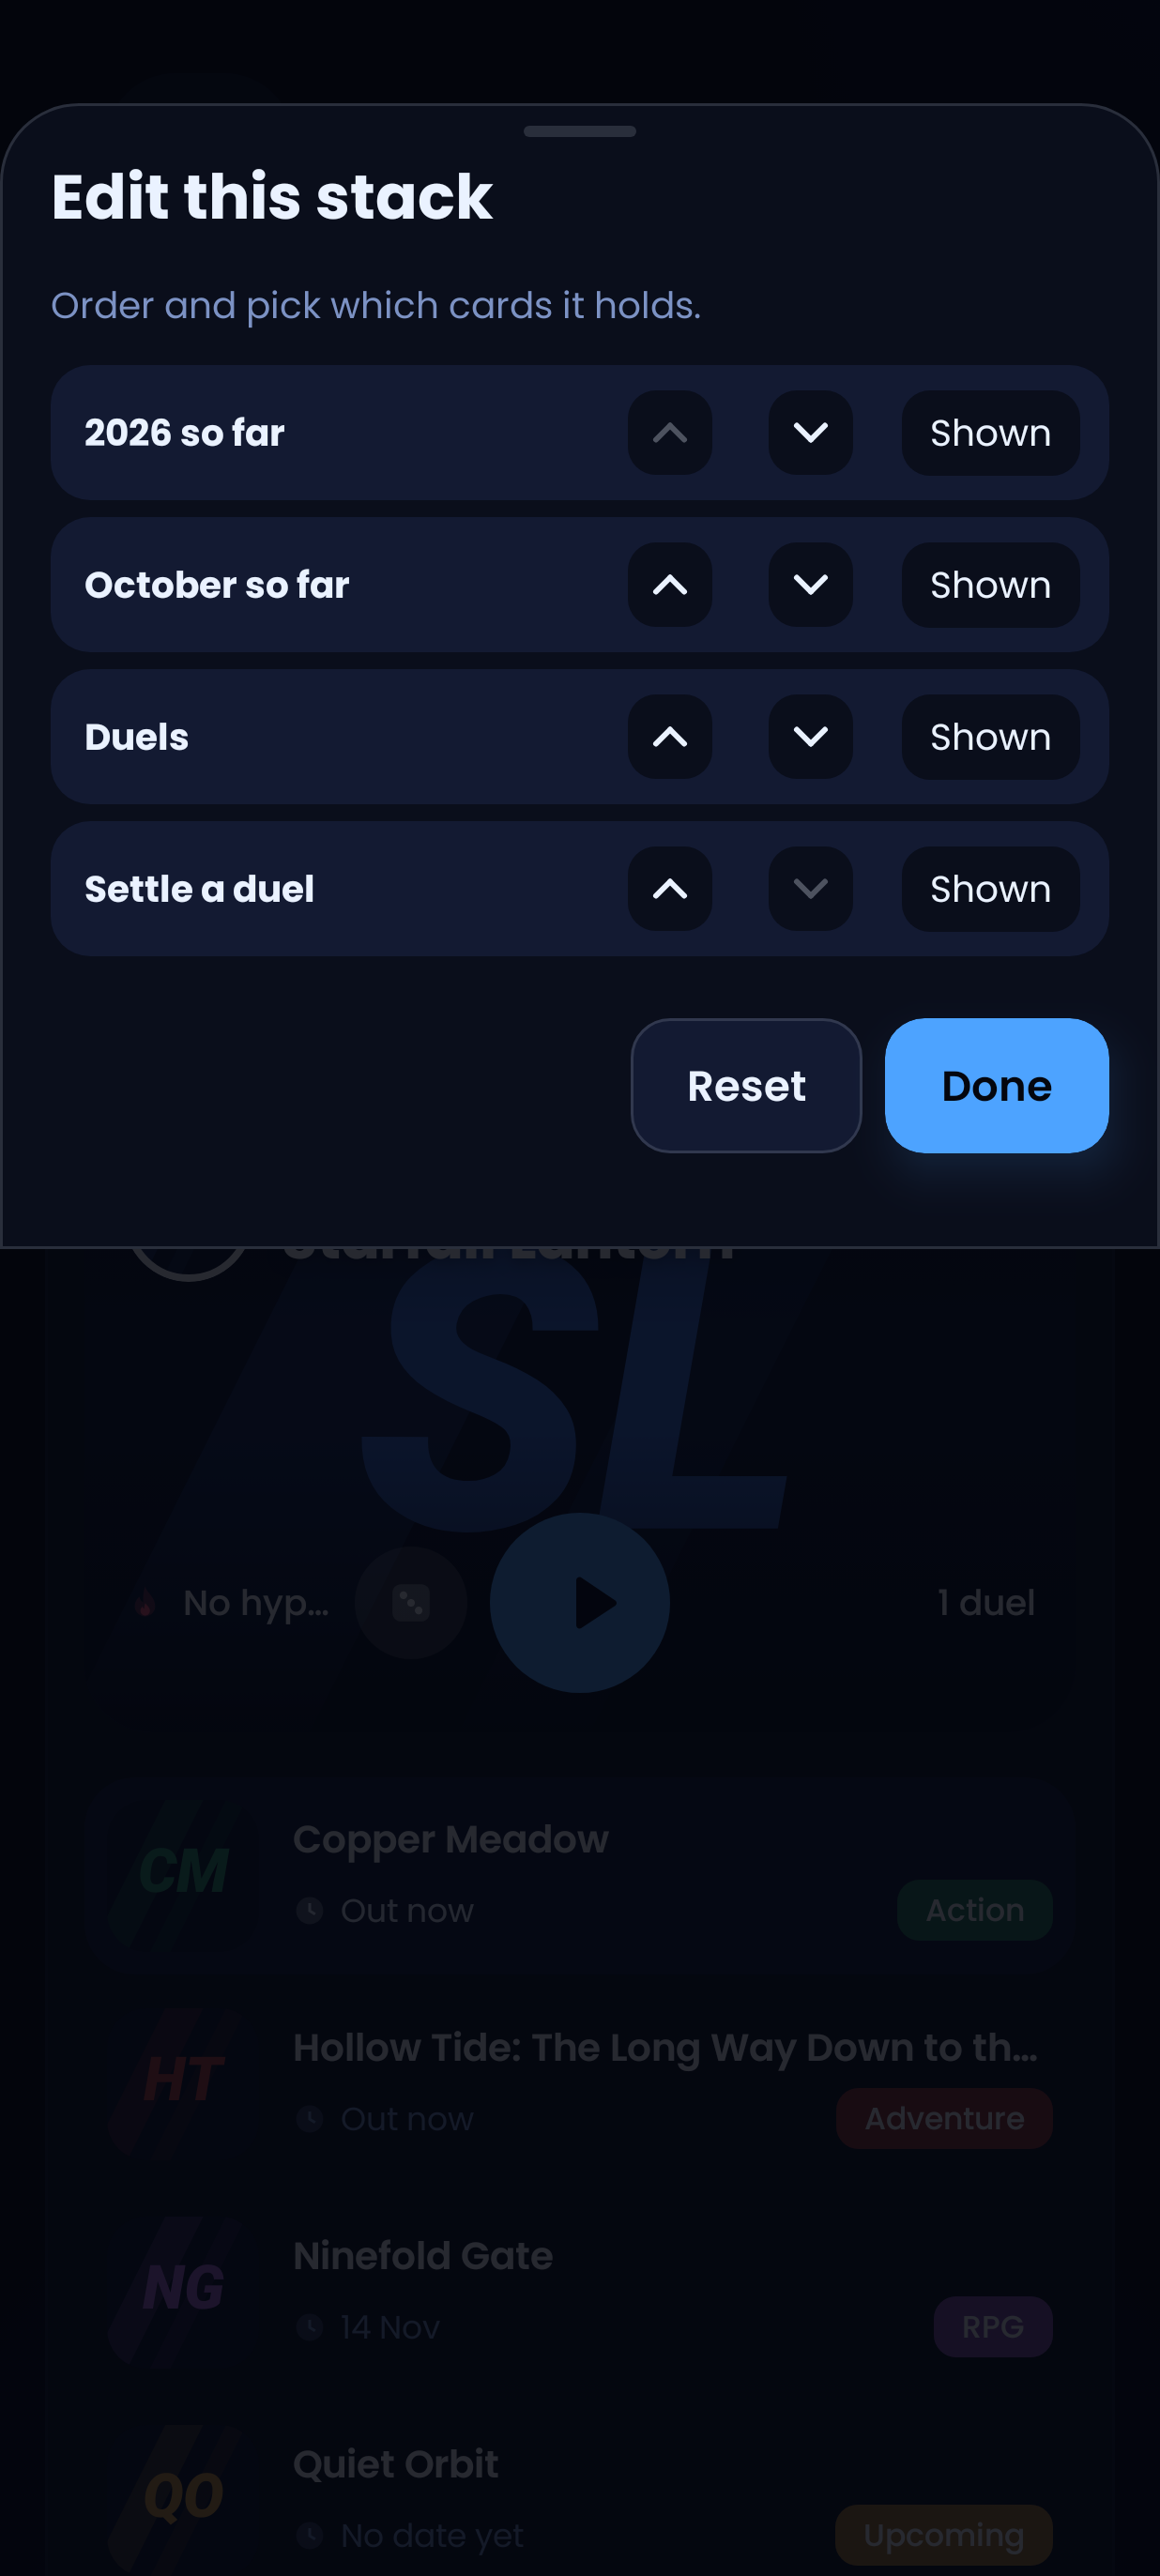 Edit this stack
Order and pick which cards it holds.
2026 so far
Shown
October so far
Shown
Duels
Shown
Settle a duel
Shown
Reset
Done
SL
No hyp...
1 duel
CM
Copper Meadow
Out now
Action
HT
Hollow Tide: The Long Way Down to th...
Out now
Adventure
NG
Ninefold Gate
14 Nov
RPG
QO
Quiet Orbit
No date yet
Upcoming